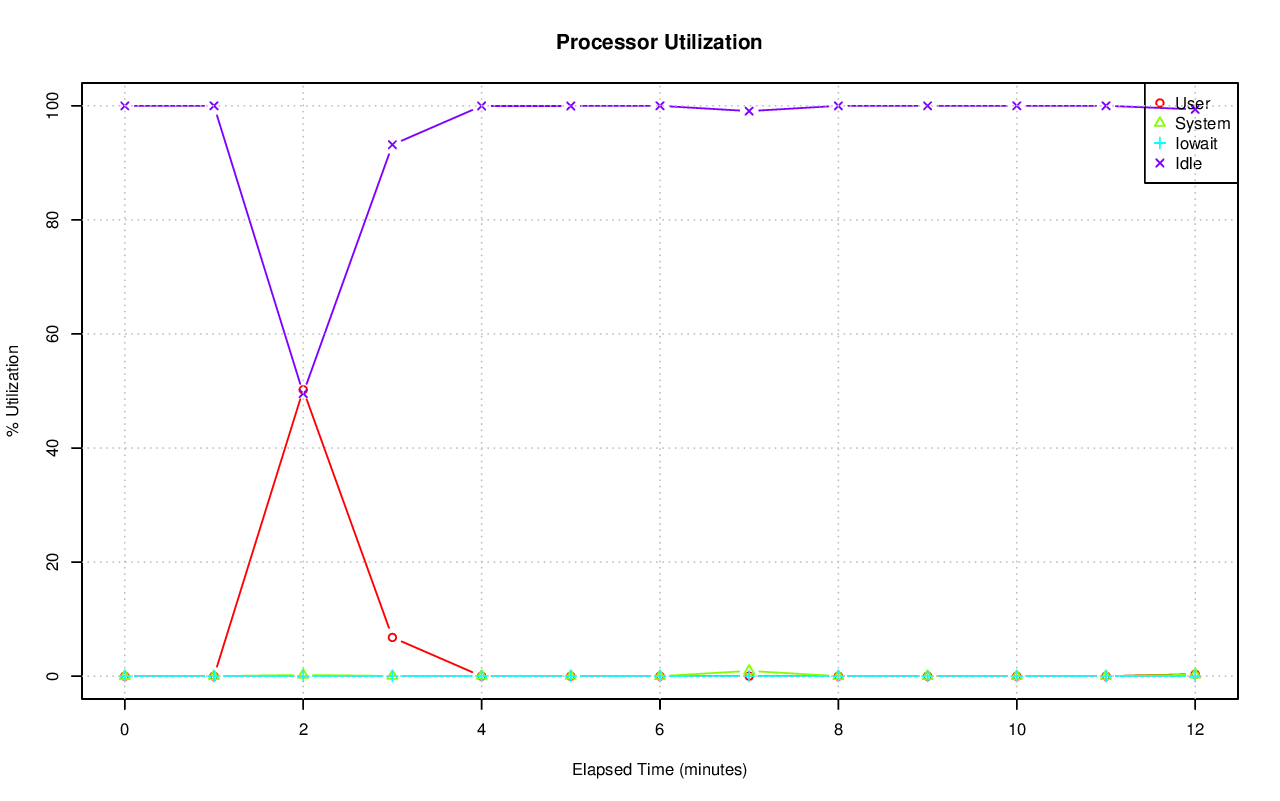 Processor Utilization
% Utilization
100
80
60
40
20
0
User
System
Iowait
Idle
0 2 4 6 8 10 12
Elapsed Time (minutes)